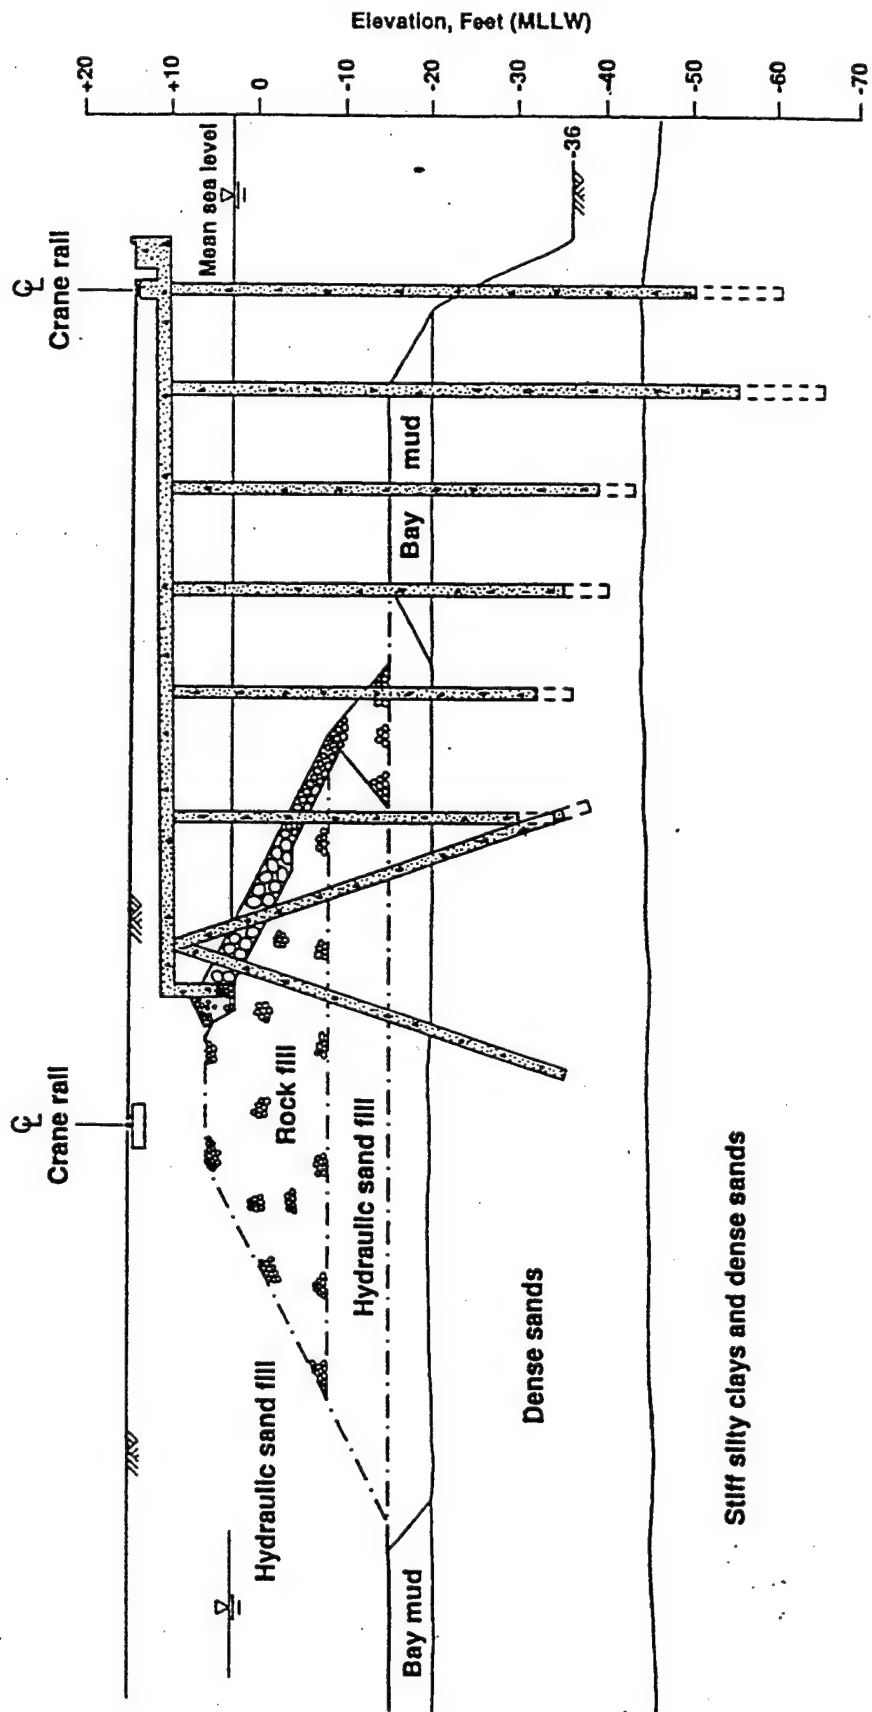 Elevation, Feet (MLLW)
+20
+10
0
-10
-20
-30
-40
-50
-60
-70
Mean sea level
-36
CL
Crane rail
Bay mud
Rock fill
Hydraulic sand fill
CL
Crane rail
Hydraulic sand fill
Dense sands
Stiff silty clays and dense sands
Bay mud